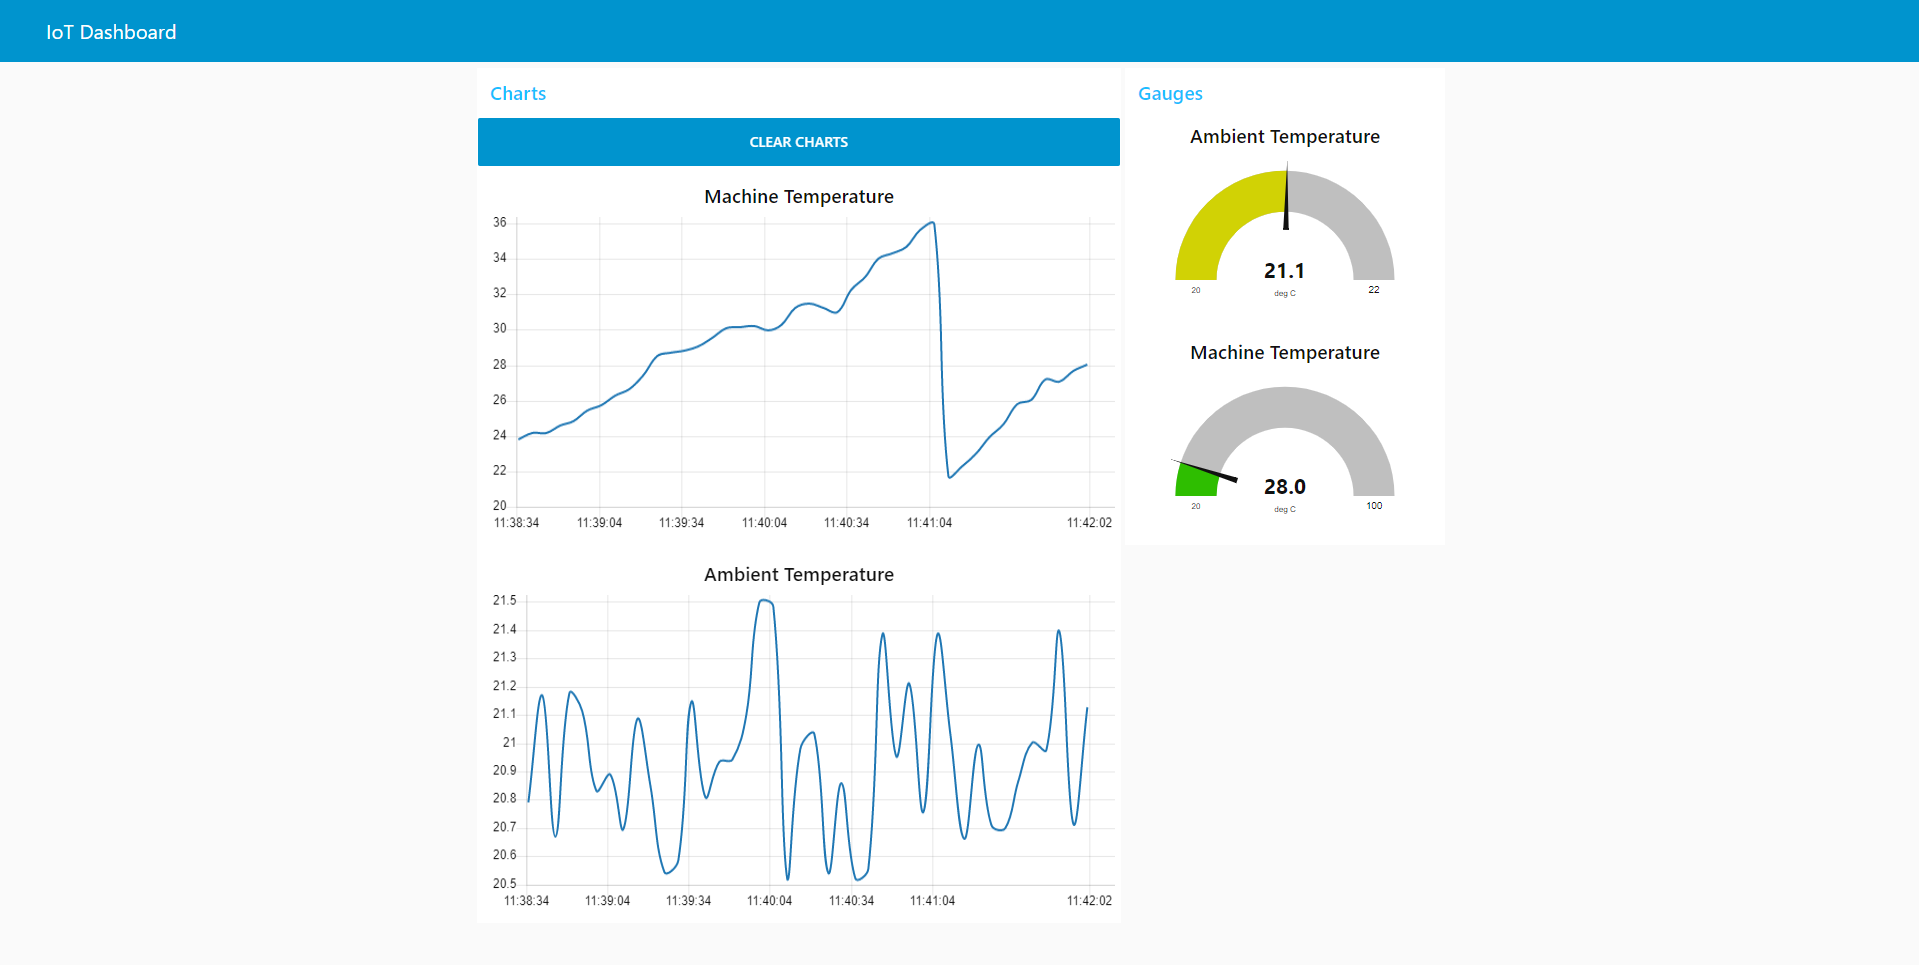 IoT Dashboard
Charts
CLEAR CHARTS
Machine Temperature
36
34
32
30
28
26
24
22
20
11:38:34 11:39:04 11:39:34 11:40:04 11:40:34 11:41:04 11:42:02
Ambient Temperature
21.5
21.4
21.3
21.2
21.1
21
20.9
20.8
20.7
20.6
20.5
11:38:34 11:39:04 11:39:34 11:40:04 11:40:34 11:41:04 11:42:02
Gauges
Ambient Temperature
21.1
20 deg C 22
Machine Temperature
28.0
20 deg C 100